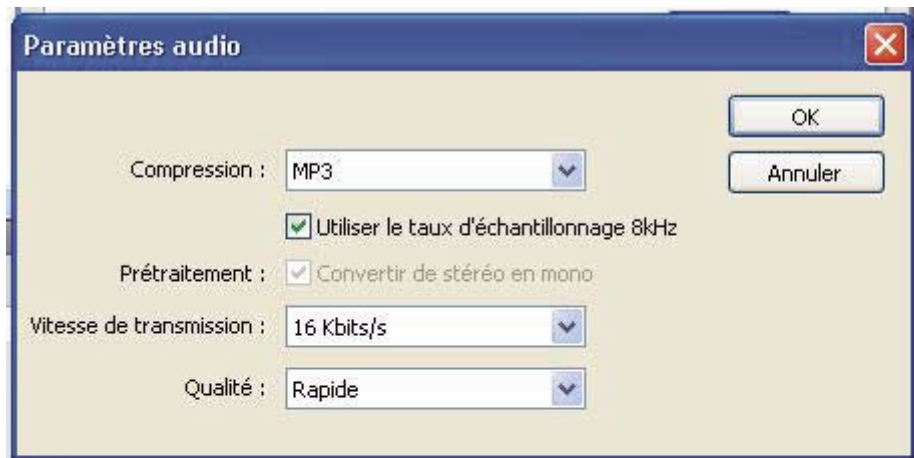 Paramètres audio
OK
Compression : MP3
Annuler
Utiliser le taux d'échantillonnage 8kHz
Prétraitement : Convertir de stéréo en mono
Vitesse de transmission : 16 Kbits/s
Qualité : Rapide